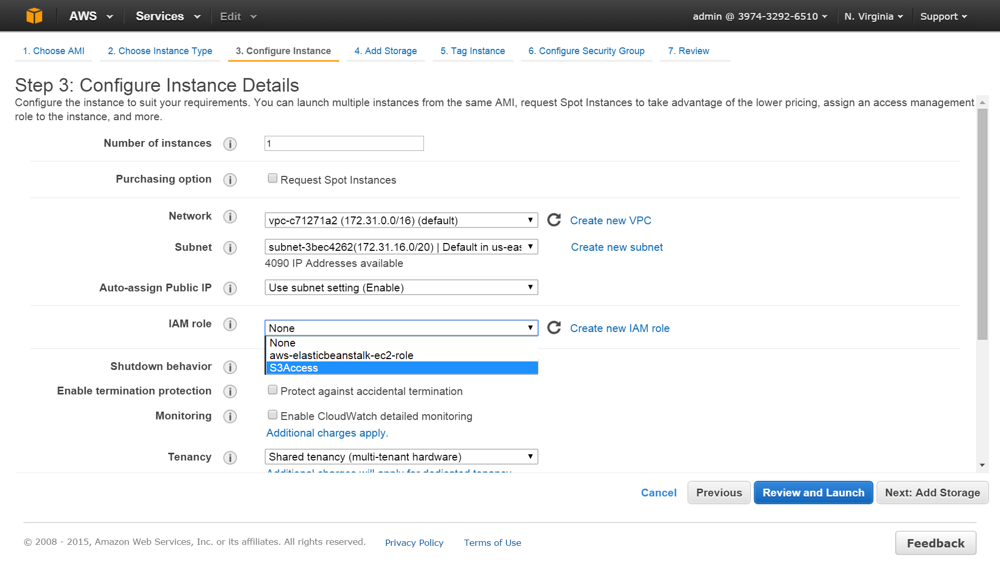 AWS Services Edit admin @ 3974-3292-6510 N. Virginia Support
1. Choose AMI 2. Choose Instance Type 3. Configure Instance 4. Add Storage 5. Tag Instance 6. Configure Security Group 7. Review
Step 3: Configure Instance Details
Configure the instance to suit your requirements. You can launch multiple instances from the same AMI, request Spot Instances to take advantage of the lower pricing, assign an access management
role to the instance, and more.
Number of instances 1
Purchasing option Request Spot Instances
Network vpc-c71271a2 (172.31.0.0/16) (default) Create new VPC
Subnet subnet-3bec4262(172.31.16.0/20) | Default in us-eas Create new subnet
4090 IP Addresses available
Auto-assign Public IP Use subnet setting (Enable)
IAM role None Create new IAM role
None
aws-elasticbeanstalk-ec2-role
Shutdown behavior S3Access
Enable termination protection Protect against accidental termination
Monitoring Enable CloudWatch detailed monitoring
Additional charges apply.
Tenancy Shared tenancy (multi-tenant hardware)
Additional charges will apply for dedicated tenancy
Cancel Previous Review and Launch Next: Add Storage
© 2008 - 2015, Amazon Web Services, Inc. or its affiliates. All rights reserved. Privacy Policy Terms of Use Feedback